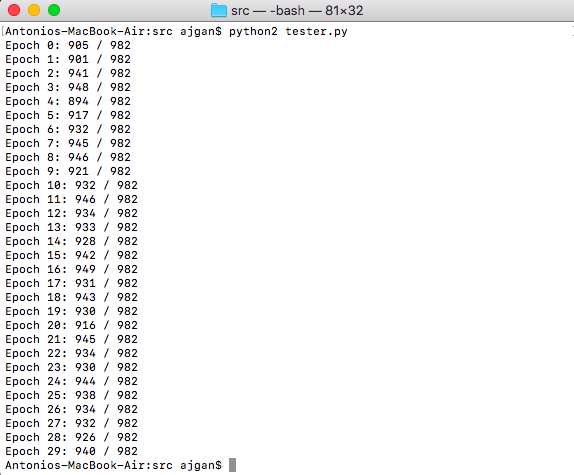 src — -bash — 81×32
Antonios-MacBook-Air:src ajgan$ python2 tester.py
Epoch 0: 905 / 982
Epoch 1: 901 / 982
Epoch 2: 941 / 982
Epoch 3: 948 / 982
Epoch 4: 894 / 982
Epoch 5: 917 / 982
Epoch 6: 932 / 982
Epoch 7: 945 / 982
Epoch 8: 946 / 982
Epoch 9: 921 / 982
Epoch 10: 932 / 982
Epoch 11: 946 / 982
Epoch 12: 934 / 982
Epoch 13: 933 / 982
Epoch 14: 928 / 982
Epoch 15: 942 / 982
Epoch 16: 949 / 982
Epoch 17: 931 / 982
Epoch 18: 943 / 982
Epoch 19: 930 / 982
Epoch 20: 916 / 982
Epoch 21: 945 / 982
Epoch 22: 934 / 982
Epoch 23: 930 / 982
Epoch 24: 944 / 982
Epoch 25: 938 / 982
Epoch 26: 934 / 982
Epoch 27: 932 / 982
Epoch 28: 926 / 982
Epoch 29: 940 / 982
Antonios-MacBook-Air:src ajgan$